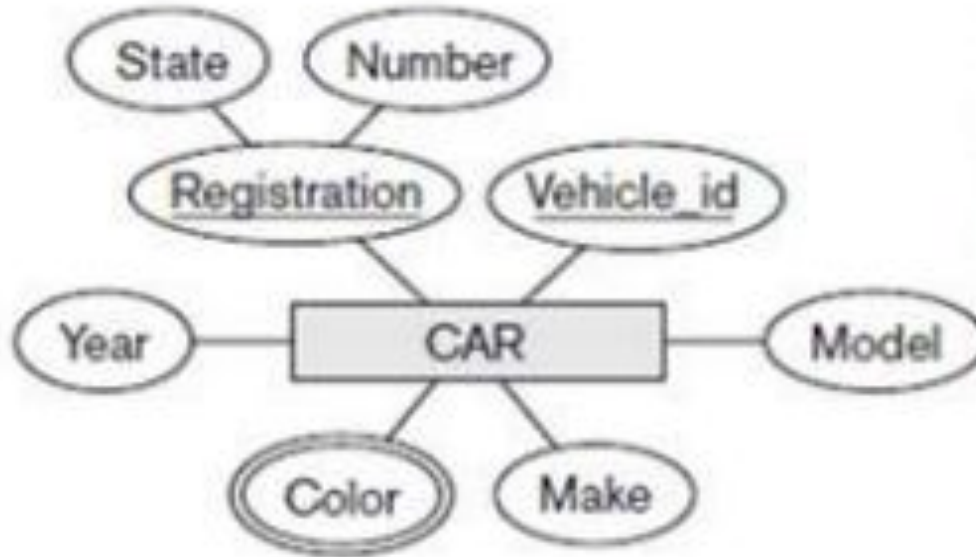 State
Number
Registration
Vehicle_id
Year
CAR
Model
Color
Make